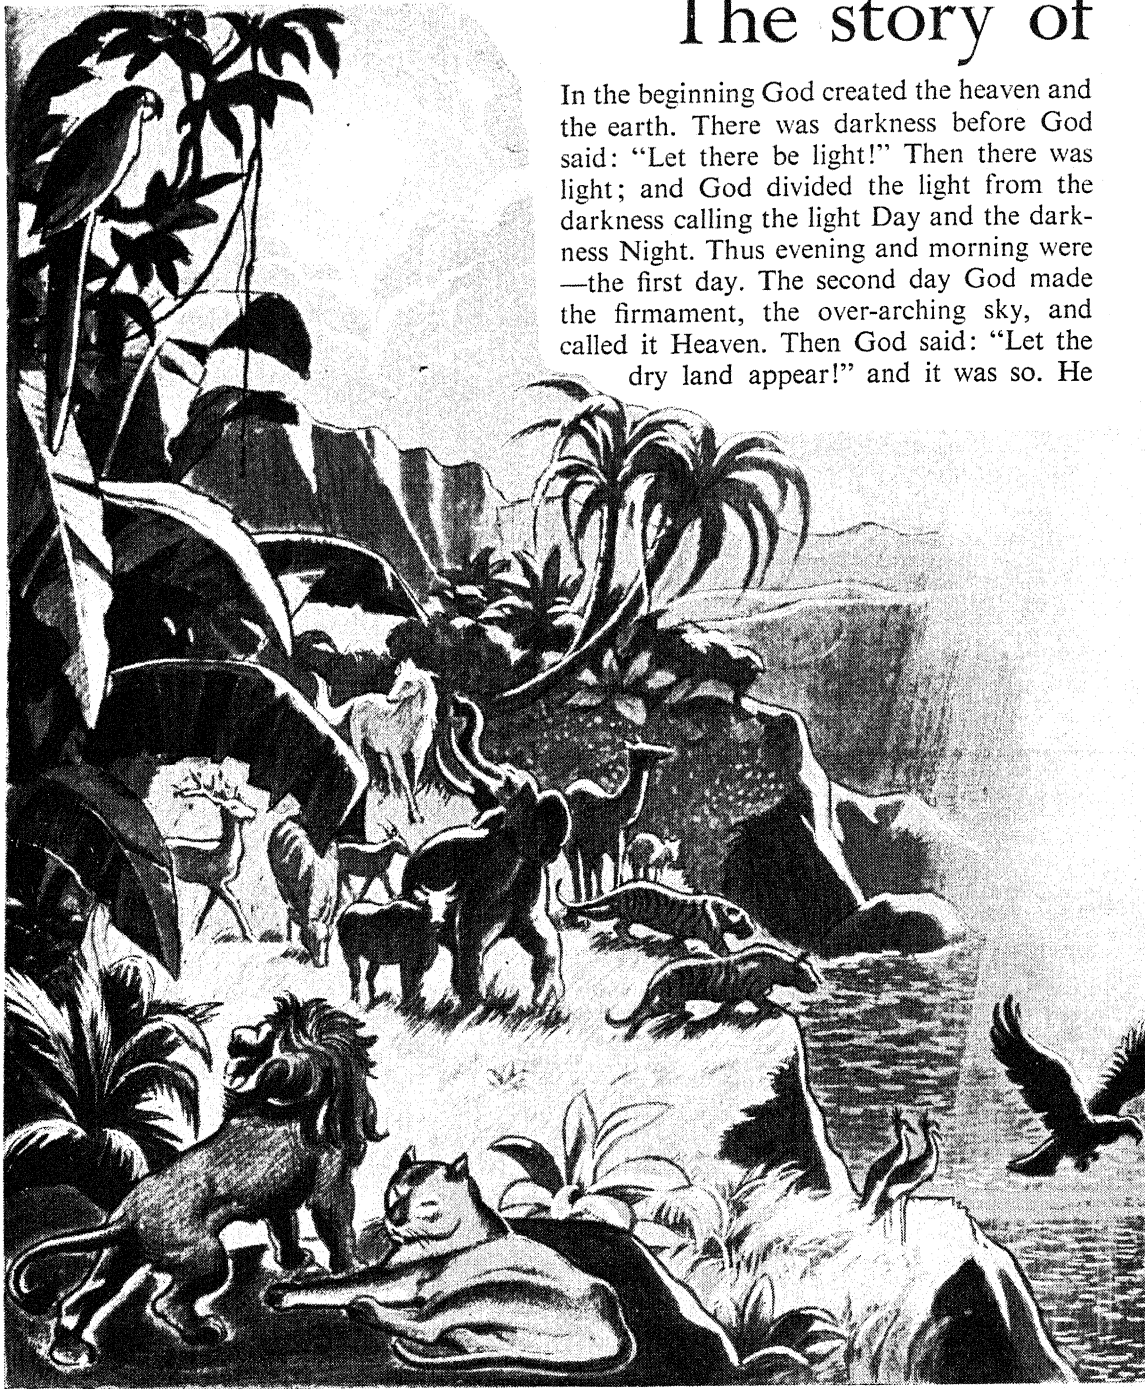 The story of
In the beginning God created the heaven and
the earth. There was darkness before God
said: “Let there be light!” Then there was
light; and God divided the light from the
darkness calling the light Day and the dark-
ness Night. Thus evening and morning were
—the first day. The second day God made
the firmament, the over-arching sky, and
called it Heaven. Then God said: “Let the
dry land appear!” and it was so. He